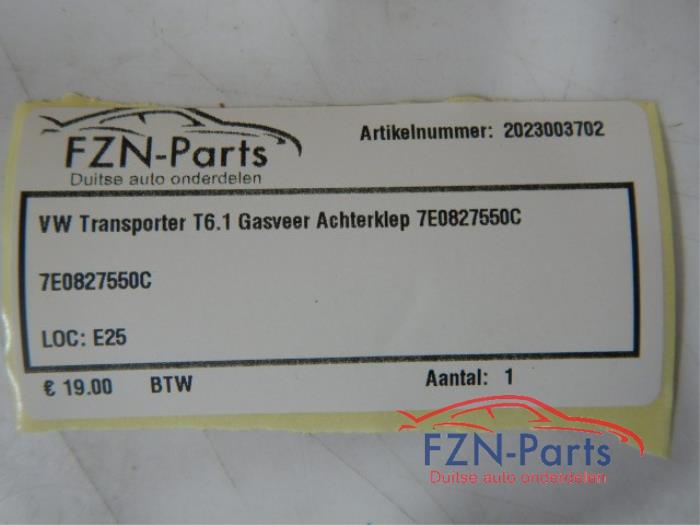 FZN-Parts
Duitse auto onderdelen
Artikelnummer: 2023003702
VW Transporter T6.1 Gasveer Achterklep 7E0827550C
7E0827550C
LOC: E25
€ 19.00 BTW
Aantal: 1
FZN-Parts
Duitse auto onderdelen